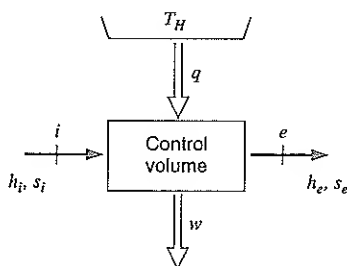 T_H
q
i
e
Control
volume
h_i, s_i
h_e, s_e
w